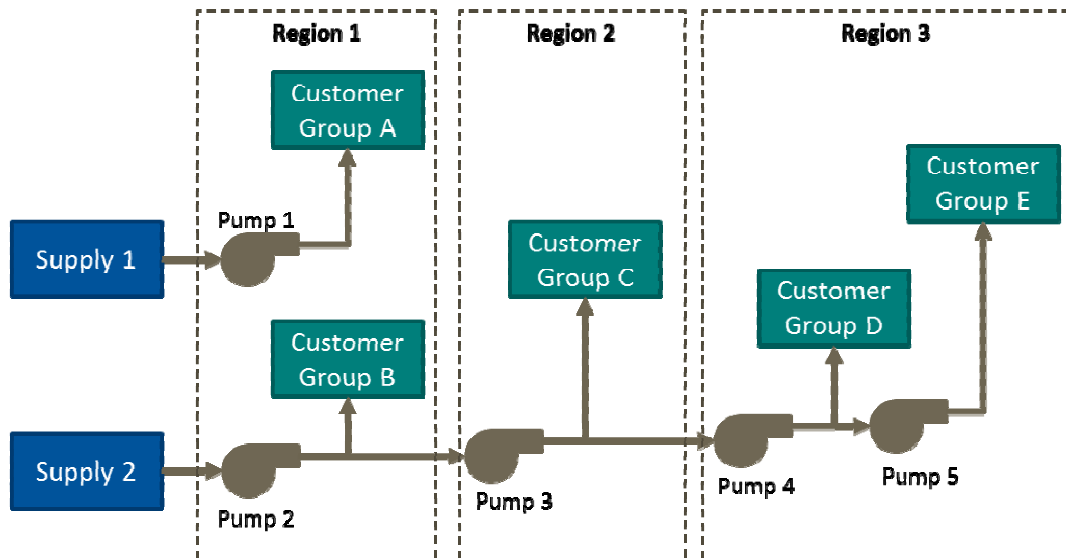 Region 1
Region 2
Region 3
Customer
Group A
Customer
Group E
Pump 1
Supply 1
Customer
Group C
Customer
Group D
Customer
Group B
Supply 2
Pump 2
Pump 3
Pump 4
Pump 5